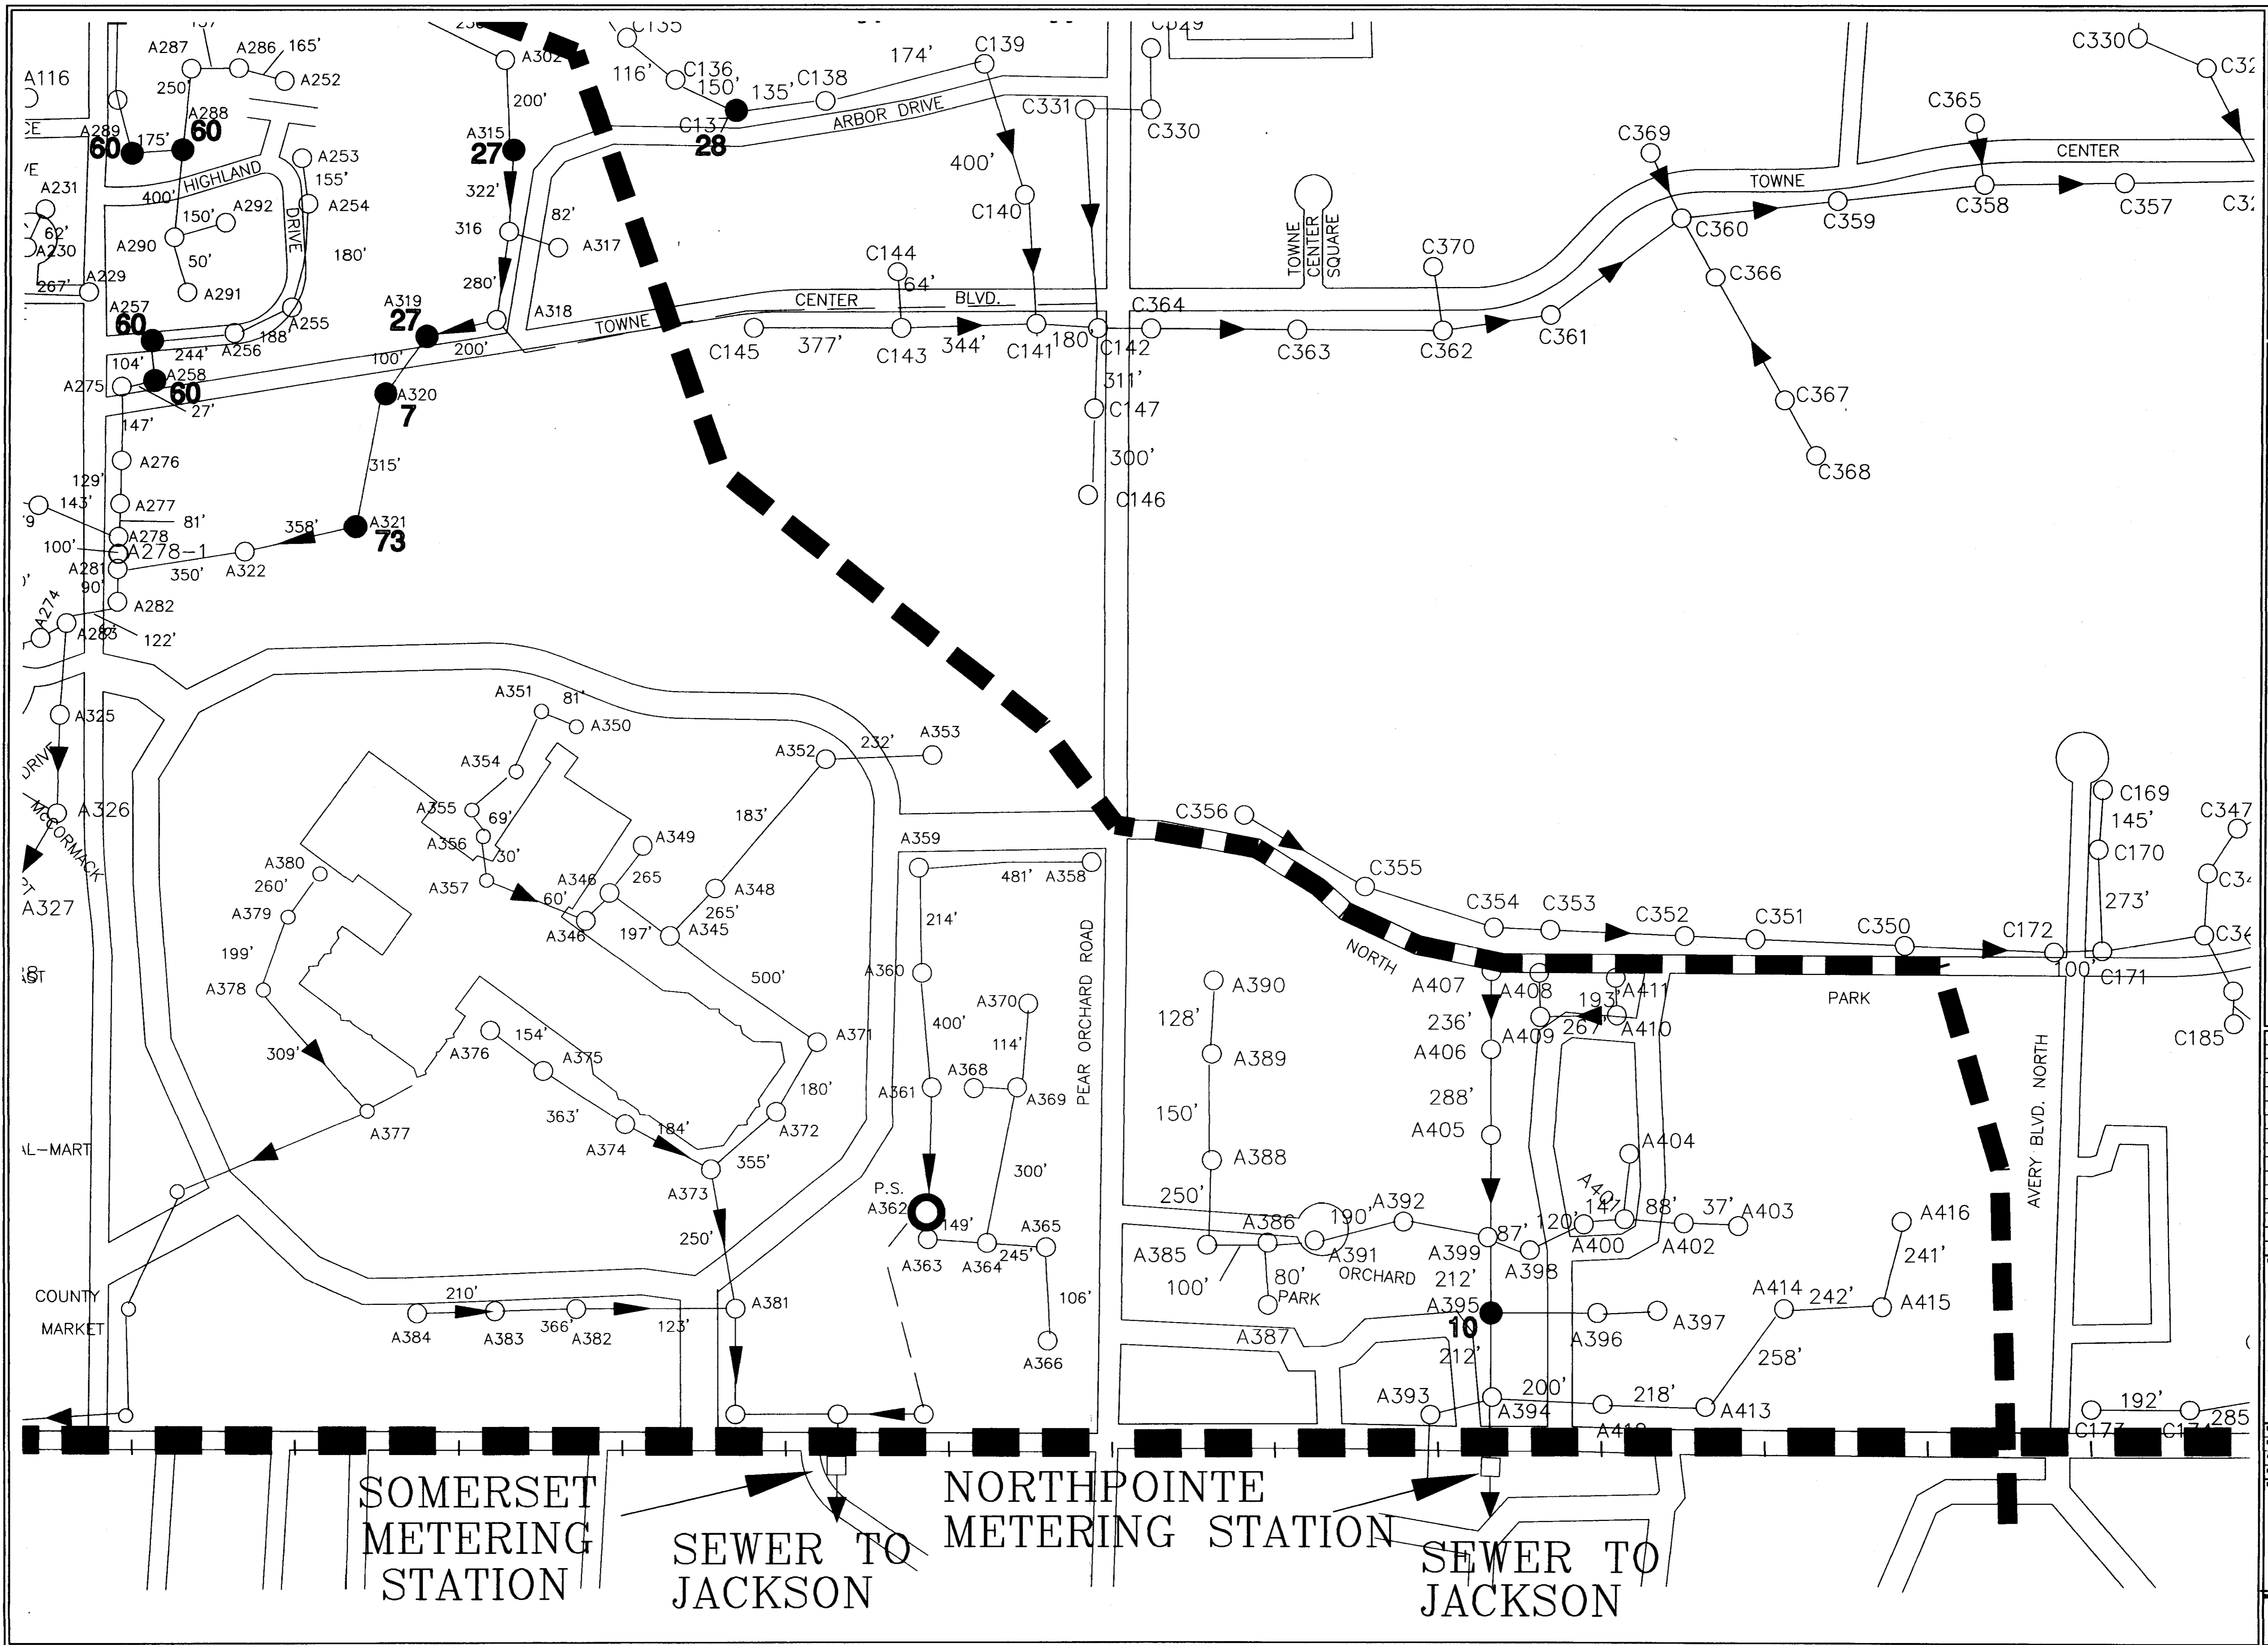 A287
A286
165'
A252
250'
A116
A288
60
A289
60
175'
A302
200'
A315
27
322'
316
82'
A317
280'
A318
A319
27
200'
100'
A320
7
315'
A321
73
358'
A322
350'
C135
116'
C136
150'
135'
C137
28
C138
174'
C139
ARBOR DRIVE
400'
C140
C331
C330
C144
64'
CENTER
BLVD.
TOWNE
C145
377'
C143
344'
C141
180'
C142
C364
311'
C147
300'
C146
TOWNE
CENTER
SQUARE
C363
C370
C362
C361
C369
C360
C366
C367
C368
TOWNE
CENTER
C359
C365
C358
C357
C330
HIGHLAND
DRIVE
400'
A253
155'
A254
180'
A255
150'
A292
A290
50'
A291
A231
62'
A230
267'
A229
A257
60
188'
A256
244'
104'
A258
60
A275
27'
147'
A276
129'
A277
143'
81'
A278
100'
A278-1
A281
90'
A282
A274
A283
122'
A325
DRIVE
A326
MCCORMACK
A327
A351
81'
A350
A354
A355
69'
A356
30'
A357
60'
A349
A346
265
A346
197'
A345
265'
A348
183'
A352
232'
A353
500'
A371
180'
A372
355'
A373
184'
A374
363'
A375
154'
A376
A380
260'
A379
199'
A378
309'
A377
250'
A381
A384
210'
A383
366'
A382
123'
COUNTY
MARKET
AL-MART
A359
481'
A358
214'
A360
400'
A361
A370
114'
A368
A369
300'
P.S.
A362
149'
A363
A364
245'
A365
106'
A366
PEAR ORCHARD ROAD
C356
C355
C354
C353
C352
C351
C350
C172
C171
100'
C169
145'
C170
273'
C347
C185
NORTH
PARK
A390
128'
A389
150'
A388
250'
A385
100'
A386
80'
A387
A391
190'
A392
ORCHARD
PARK
A407
236'
A406
288'
A405
A408
A411
193'
267'
A409
A410
A404
A401
A399
87'
A398
120'
A400
14'
88'
A402
37'
A403
212'
A395
10
212'
A396
A397
A393
A394
200'
218'
A413
258'
A414
242'
A415
241'
A416
AVERY BLVD. NORTH
192'
285
SOMERSET
METERING
STATION
SEWER TO
JACKSON
NORTHPOINTE
METERING STATION
SEWER TO
JACKSON